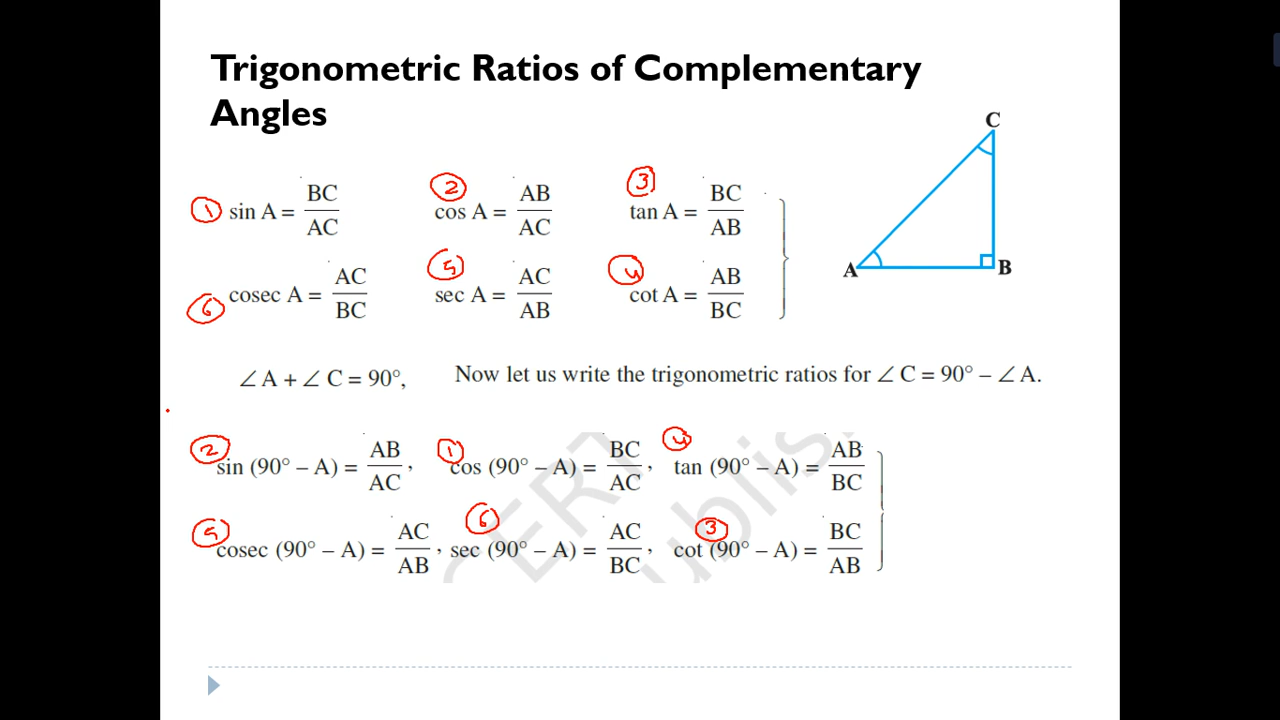 Trigonometric Ratios of Complementary
Angles
C
① sin A = BC/AC ② cos A = AB/AC ③ tan A = BC/AB
A B
⑥ cosec A = AC/BC ⑤ sec A = AC/AB ④ cot A = AB/BC
∠ A + ∠ C = 90°, Now let us write the trigonometric ratios for ∠ C = 90° – ∠ A.
② sin (90° – A) = AB/AC, ① cos (90° – A) = BC/AC, ④ tan (90° – A) = AB/BC
⑤ cosec (90° – A) = AC/AB, ⑥ sec (90° – A) = AC/BC, ③ cot (90° – A) = BC/AB